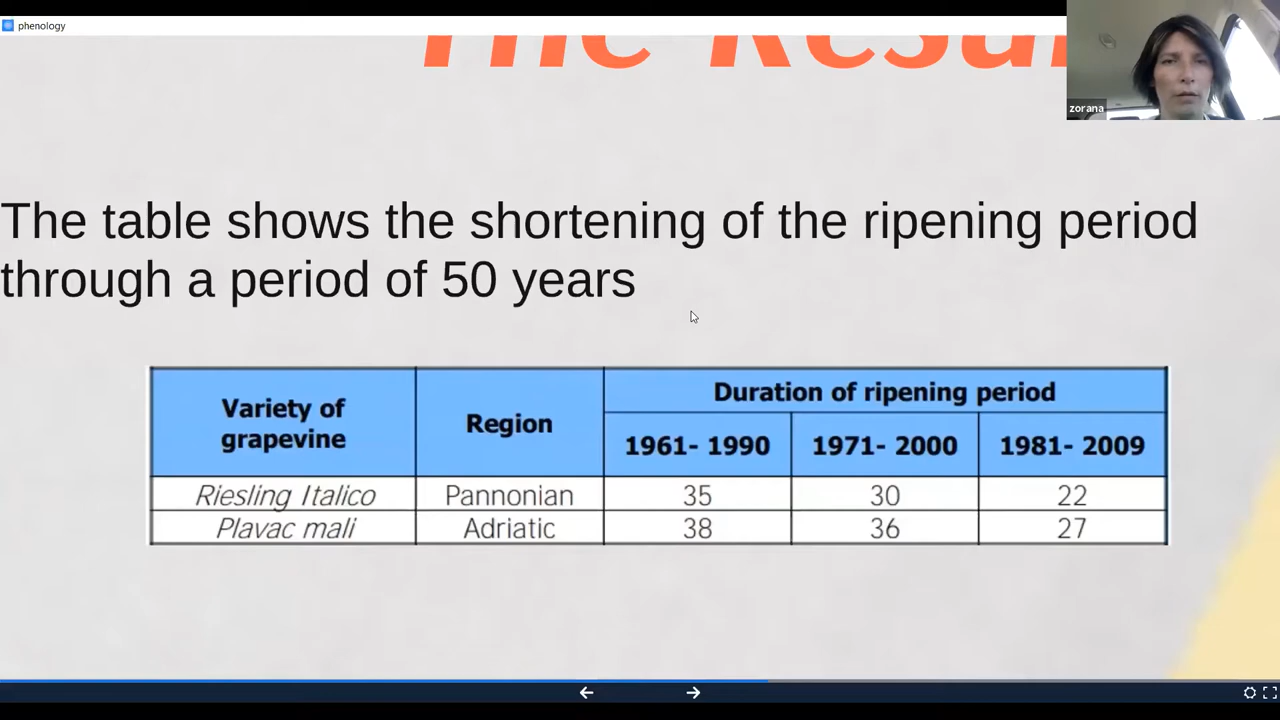 phenology
The Resu
zorana
The table shows the shortening of the ripening period
through a period of 50 years
Variety of grapevine Region Duration of ripening period
1961- 1990 1971- 2000 1981- 2009
Riesling Italico Pannonian 35 30 22
Plavac mali Adriatic 38 36 27